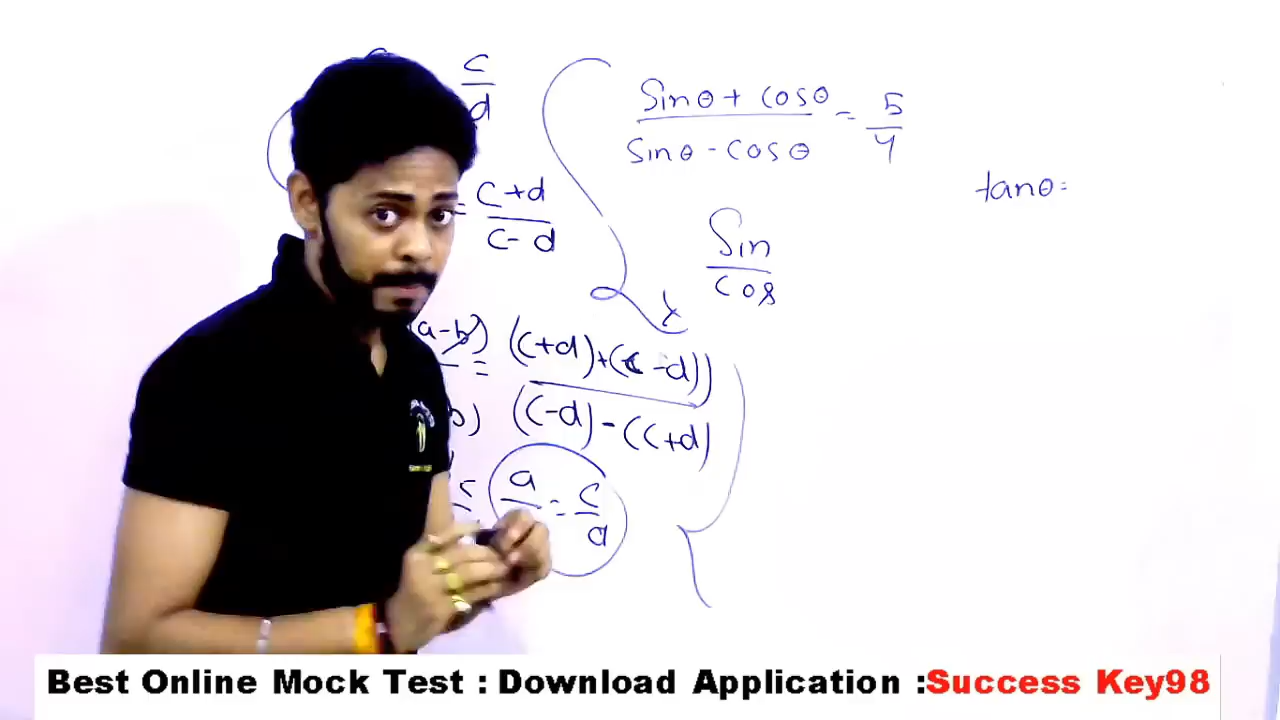 c/d
= c+d/c-d
a-b) = (c+d)+(c-d))/(c-d)-(c+d)
a/ = c/d
sinθ+cosθ/sinθ-cosθ = 5/4
tanθ=
Sin/cos
Best Online Mock Test : Download Application :Success Key98